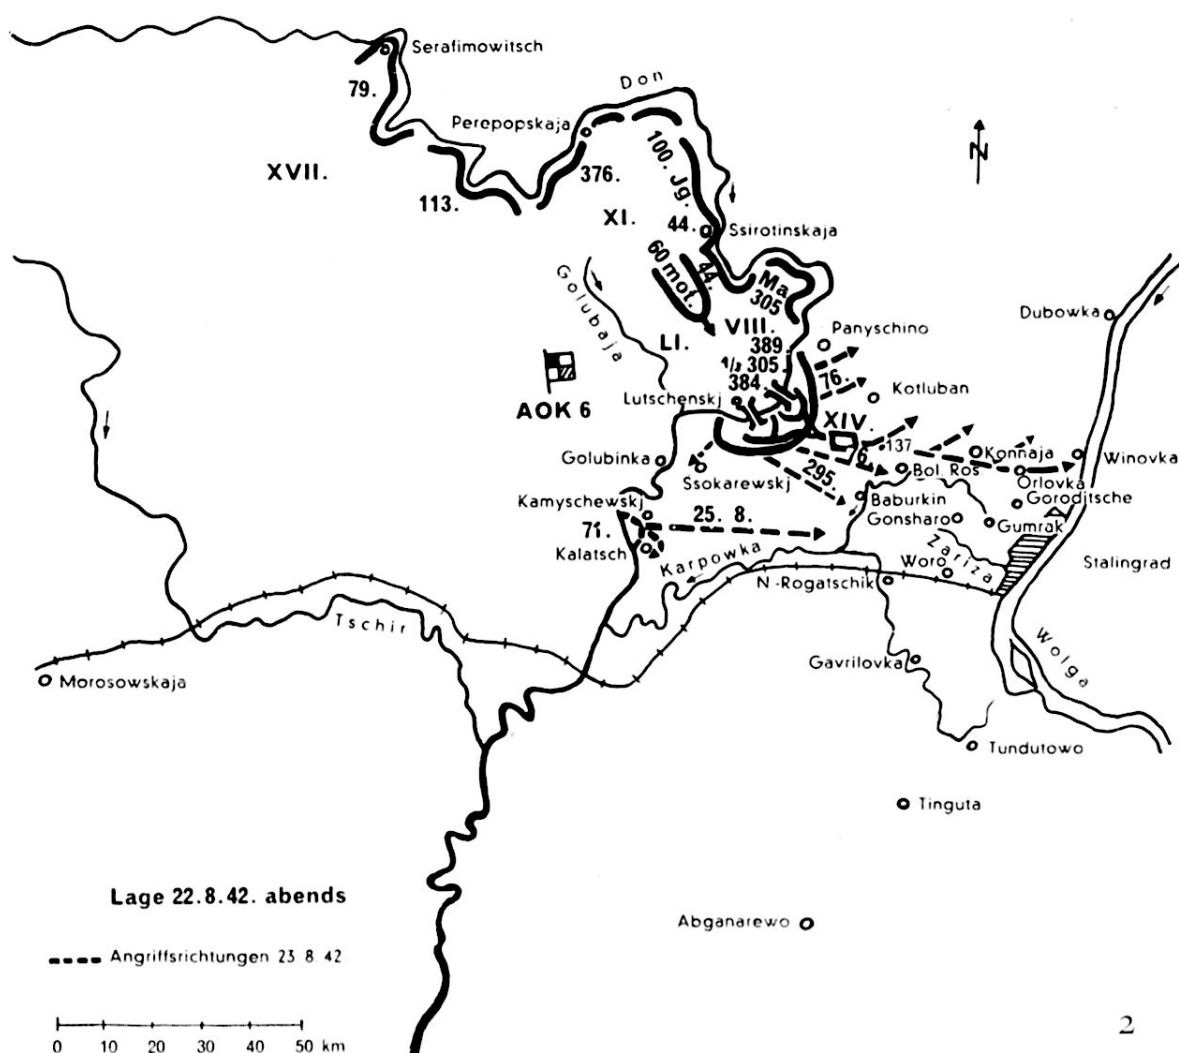 Serafimowitsch
Don
79.
Perepopskaja
N
XVII.
376.
100. Jg.
113.
XI.
44.
Ssirotinskaja
60 mot.
44.
Golubaja
Ma
305
VIII.
Dubowka
Panyschino
LI.
389.
1/2 305
384.
76.
Kotluban
AOK 6
Lutschenskj
XIV.
137
Konnaja
Winovka
Golubinka
295.
Bol. Ros
Orlovka
Ssokarewskj
Baburkin
Goroditsche
Kamyschewskj
25. 8.
Gonsharo
Gumrak
71.
Kalatsch
Karpowka
Zariza
Woro
Stalingrad
N-Rogatschik
Tschir
Wolga
Gavrilovka
Morosowskaja
Tundutowo
Tinguta
Lage 22.8.42. abends
Abganarewo
Angriffsrichtungen 23 8 42
0 10 20 30 40 50 km
2